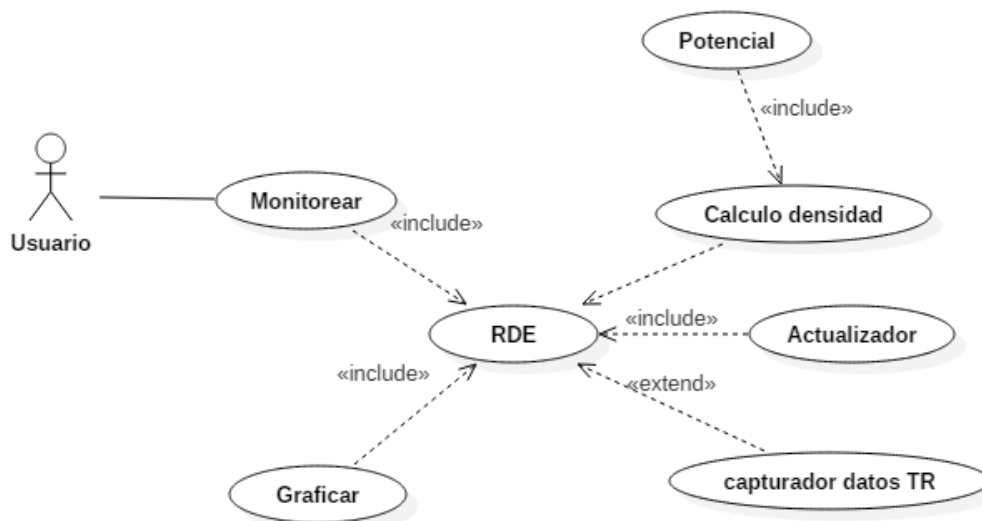 Potencial
«include»
Monitorear
«include»
Calculo densidad
Usuario
RDE
«include»
Actualizador
«include»
«extend»
Graficar
capturador datos TR